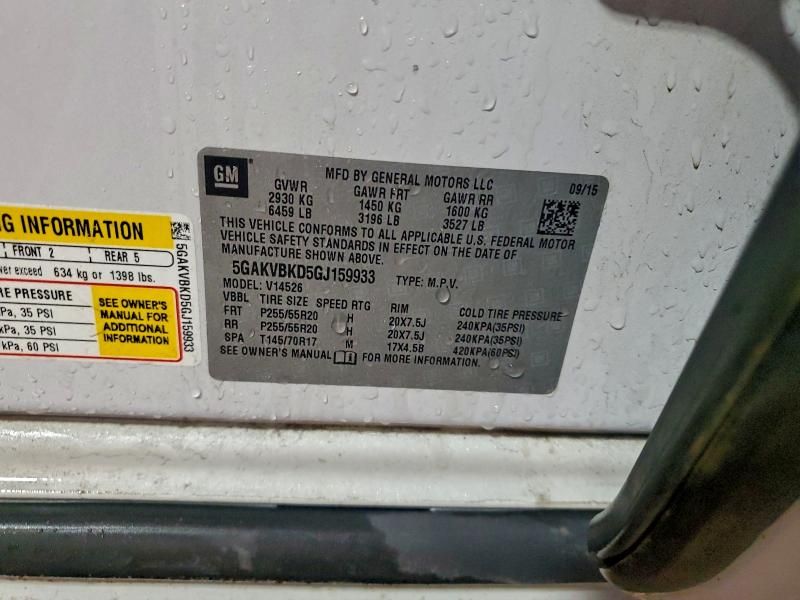 NG INFORMATION
FRONT 2 REAR 5
ver exceed 634 kg or 1398 lbs.
RE PRESSURE
kPa, 35 PSI
kPa, 35 PSI
kPa, 60 PSI
SEE OWNER'S
MANUAL FOR
ADDITIONAL
INFORMATION
5GAKVBKD5GJ159933
GM
MFD BY GENERAL MOTORS LLC 09/15
GVWR GAWR FRT GAWR RR
2930 KG 1450 KG 1600 KG
6459 LB 3196 LB 3527 LB
THIS VEHICLE CONFORMS TO ALL APPLICABLE U.S. FEDERAL MOTOR
VEHICLE SAFETY STANDARDS IN EFFECT ON THE DATE OF
MANUFACTURE SHOWN ABOVE.
5GAKVBKD5GJ159933 TYPE: M.P.V.
MODEL: V14526
VBBL TIRE SIZE SPEED RTG RIM COLD TIRE PRESSURE
FRT P255/55R20 H 20X7.5J 240KPA(35PSI)
RR P255/55R20 H 20X7.5J 240KPA(35PSI)
SPA T145/70R17 M 17X4.5B 420KPA(60PSI)
SEE OWNER'S MANUAL FOR MORE INFORMATION.